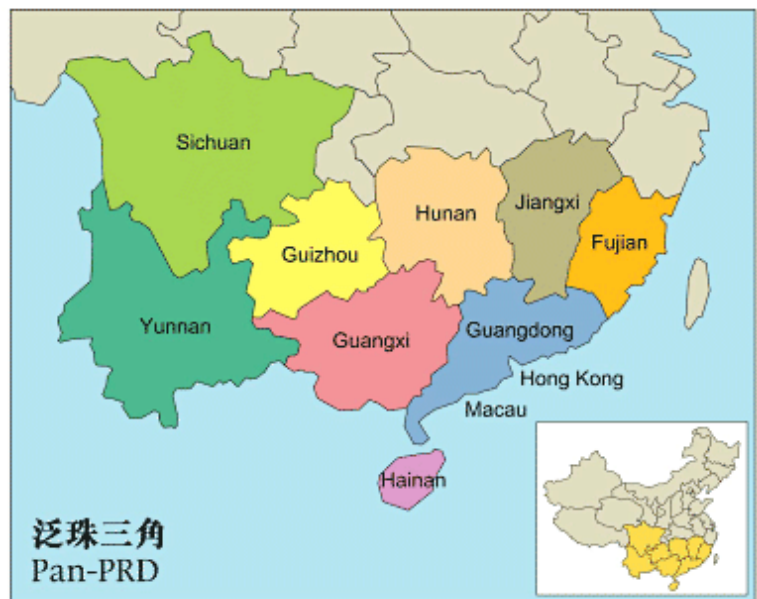 Sichuan
Hunan
Jiangxi
Fujian
Guizhou
Yunnan
Guangxi
Guangdong
Hong Kong
Macau
Hainan
泛珠三角
Pan-PRD